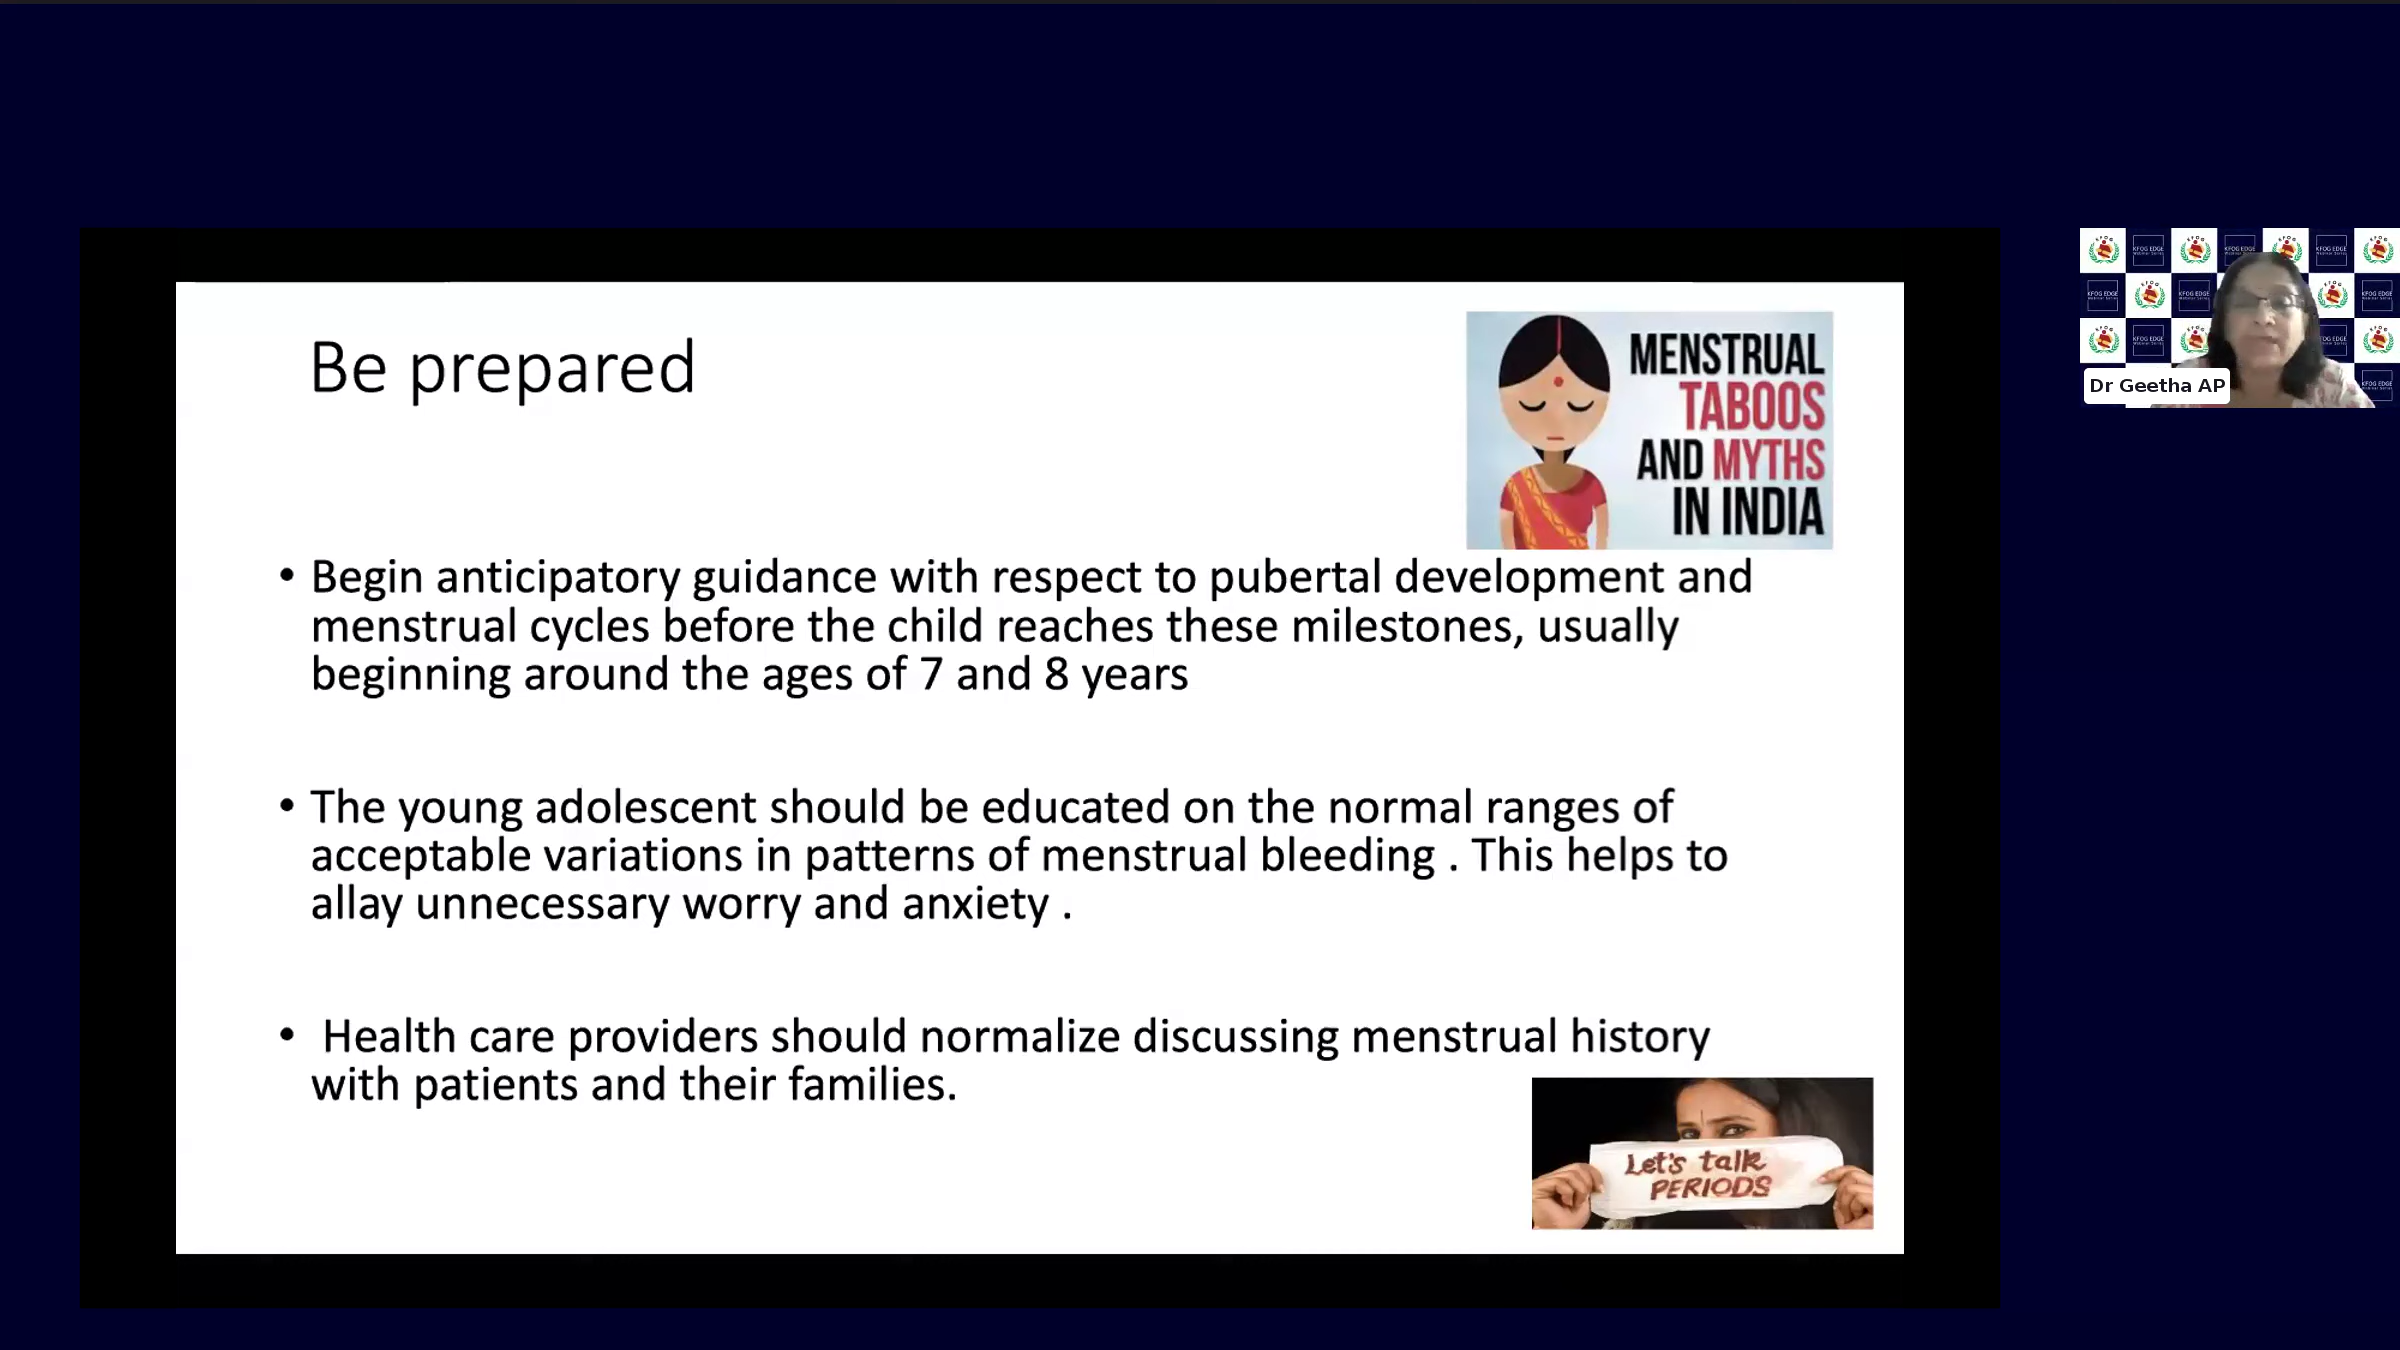 Be prepared
MENSTRUAL
TABOOS
AND MYTHS
IN INDIA
• Begin anticipatory guidance with respect to pubertal development and
menstrual cycles before the child reaches these milestones, usually
beginning around the ages of 7 and 8 years
• The young adolescent should be educated on the normal ranges of
acceptable variations in patterns of menstrual bleeding . This helps to
allay unnecessary worry and anxiety .
• Health care providers should normalize discussing menstrual history
with patients and their families.
Let's talk
PERIODS
KFOG EDGE
Dr Geetha AP